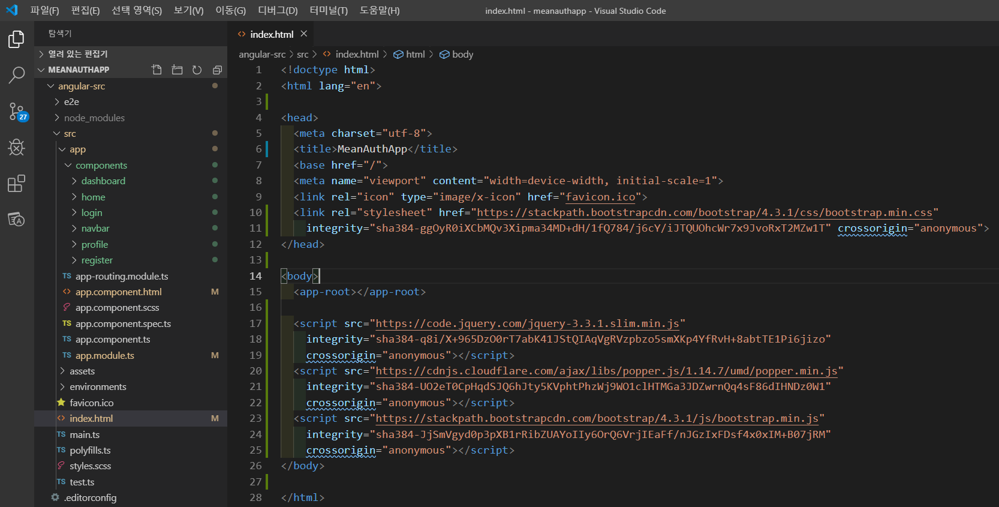 파일(F) 편집(E) 선택 영역(S) 보기(V) 이동(G) 디버그(D) 터미널(T) 도움말(H)
index.html - meanauthapp - Visual Studio Code
탐색기
열려 있는 편집기
MEANAUTHAPP
angular-src
e2e
node_modules
src
app
components
dashboard
home
login
navbar
profile
register
TS app-routing.module.ts
<> app.component.html M
app.component.scss
TS app.component.spec.ts
TS app.component.ts
TS app.module.ts M
assets
environments
favicon.ico
<> index.html M
TS main.ts
TS polyfills.ts
styles.scss
TS test.ts
.editorconfig
27
<> index.html ×
angular-src > src > <> index.html > html > body
1 <!doctype html>
2 <html lang="en">
3
4 <head>
5 <meta charset="utf-8">
6 <title>MeanAuthApp</title>
7 <base href="/">
8 <meta name="viewport" content="width=device-width, initial-scale=1">
9 <link rel="icon" type="image/x-icon" href="favicon.ico">
10 <link rel="stylesheet" href="https://stackpath.bootstrapcdn.com/bootstrap/4.3.1/css/bootstrap.min.css"
11 integrity="sha384-ggOyR0iXCbMQv3Xipma34MD+dH/1fQ784/j6cY/iJTQUOhcWr7x9JvoRxT2MZw1T" crossorigin="anonymous">
12 </head>
13
14 <body>
15 <app-root></app-root>
16
17 <script src="https://code.jquery.com/jquery-3.3.1.slim.min.js"
18 integrity="sha384-q8i/X+965DzO0rT7abK41JStQIAqVgRVzpbzo5smXKp4YfRvH+8abtTE1Pi6jizo"
19 crossorigin="anonymous"></script>
20 <script src="https://cdnjs.cloudflare.com/ajax/libs/popper.js/1.14.7/umd/popper.min.js"
21 integrity="sha384-UO2eT0CpHqdSJQ6hJty5KVphtPhzWj9WO1clHTMGa3JDZwrnQq4sF86dIHNDz0W1"
22 crossorigin="anonymous"></script>
23 <script src="https://stackpath.bootstrapcdn.com/bootstrap/4.3.1/js/bootstrap.min.js"
24 integrity="sha384-JjSmVgyd0p3pXB1rRibZUAYoIIy6OrQ6VrjIEaFf/nJGzIxFDsf4x0xIM+B07jRM"
25 crossorigin="anonymous"></script>
26 </body>
27
28 </html>